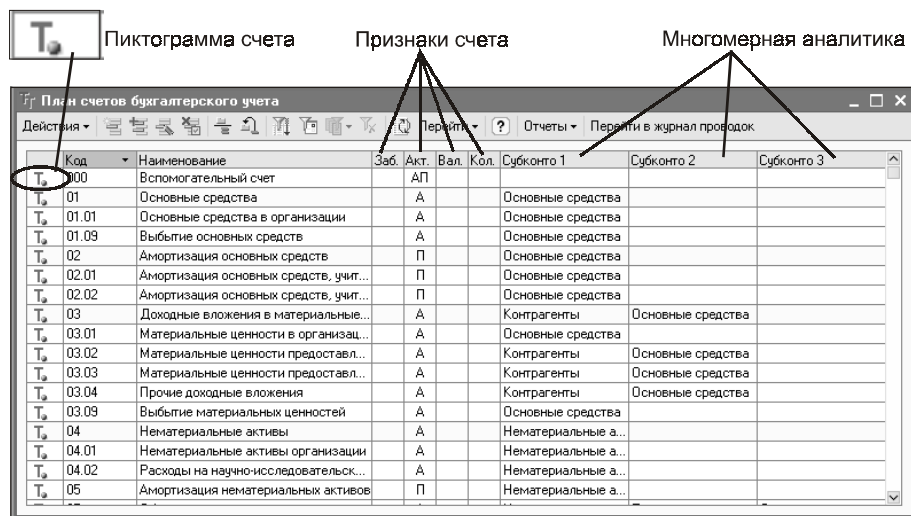 Т. Пиктограмма счета Признаки счета Многомерная аналитика
План счетов бухгалтерского учета
Действия Перейти ? Отчеты Перейти в журнал проводок
Код Наименование Заб. Акт. Вал. Кол. Субконто 1 Субконто 2 Субконто 3
Т. 000 Вспомогательный счет АП
Т. 01 Основные средства А Основные средства
Т. 01.01 Основные средства в организации А Основные средства
Т. 01.09 Выбытие основных средств А Основные средства
Т. 02 Амортизация основных средств П Основные средства
Т. 02.01 Амортизация основных средств, учит... П Основные средства
Т. 02.02 Амортизация основных средств, учит... П Основные средства
Т. 03 Доходные вложения в материальные... А Контрагенты Основные средства
Т. 03.01 Материальные ценности в организац... А Основные средства
Т. 03.02 Материальные ценности предоставл... А Контрагенты Основные средства
Т. 03.03 Материальные ценности предоставл... А Контрагенты Основные средства
Т. 03.04 Прочие доходные вложения А Контрагенты Основные средства
Т. 03.09 Выбытие материальных ценностей А Основные средства
Т. 04 Нематериальные активы А Нематериальные а...
Т. 04.01 Нематериальные активы организации А Нематериальные а...
Т. 04.02 Расходы на научно-исследовательск... А Нематериальные а...
Т. 05 Амортизация нематериальных активов П Нематериальные а...